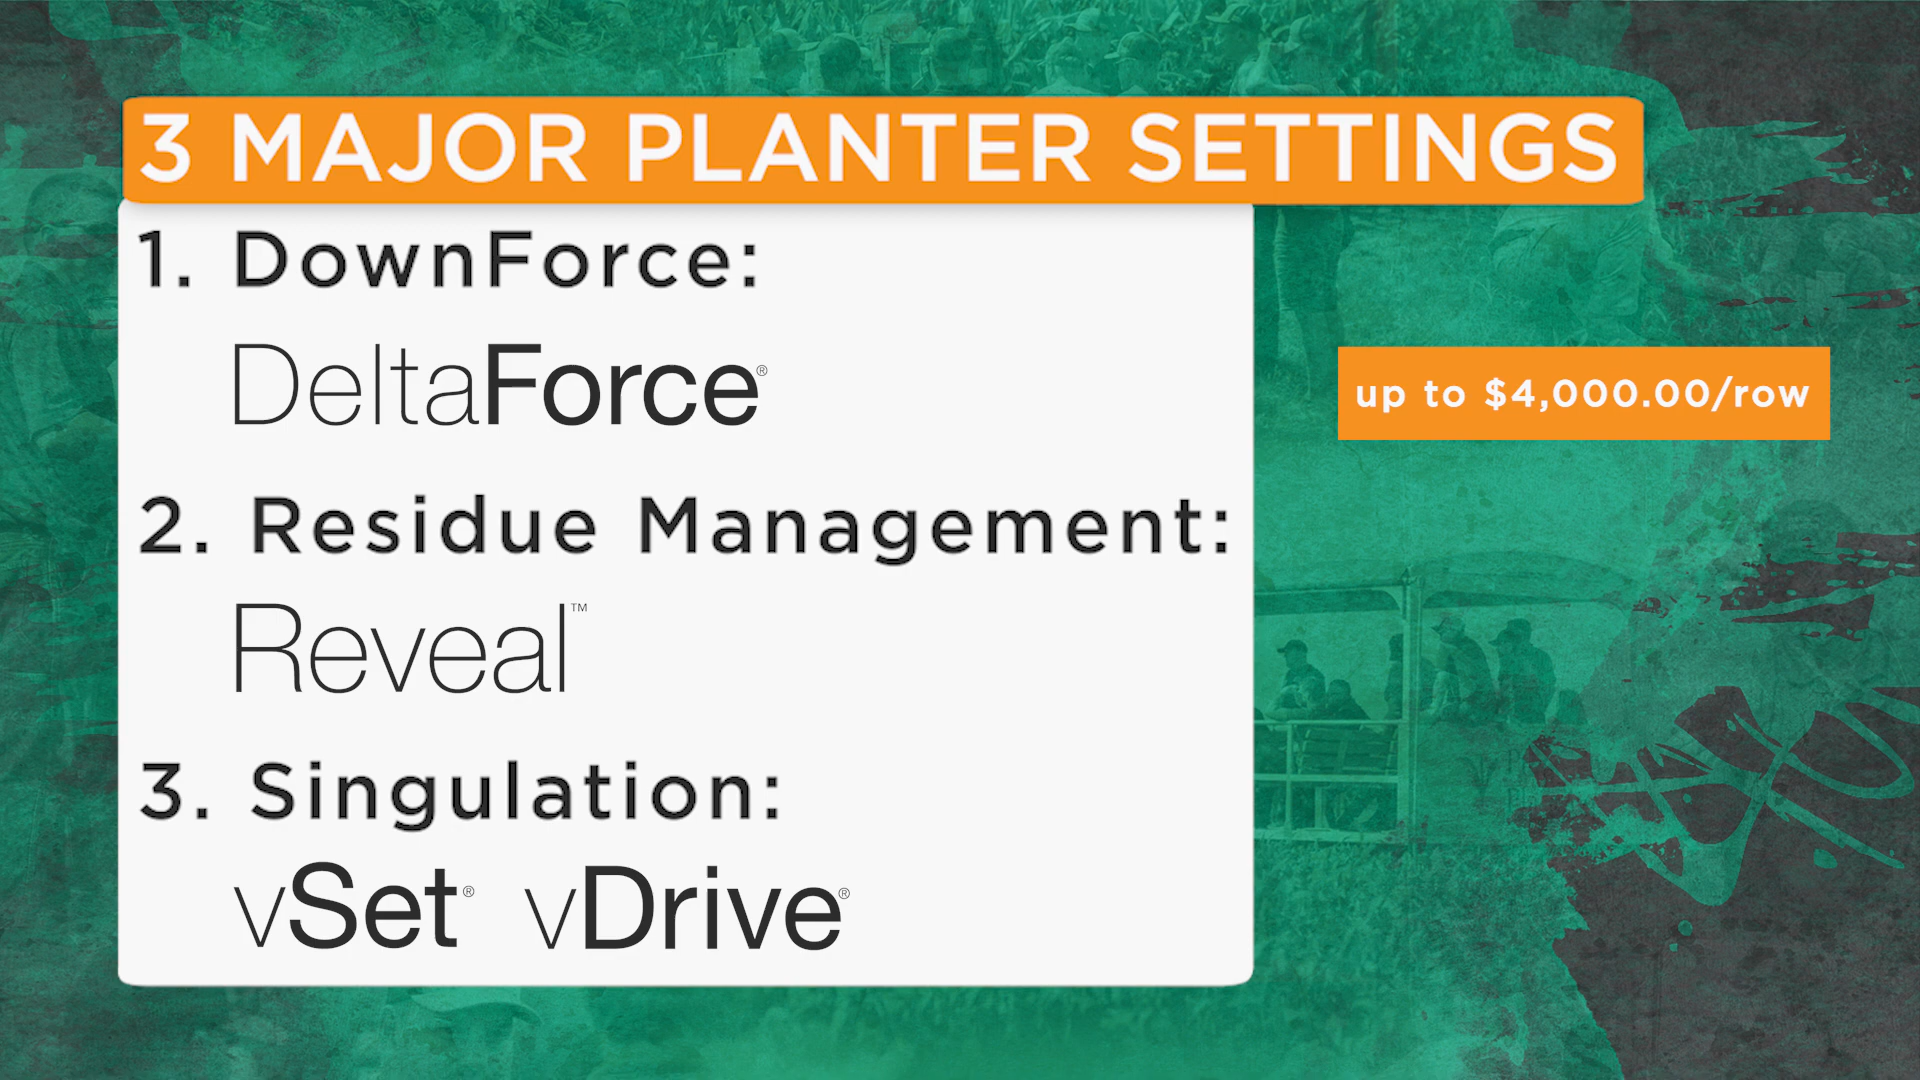 3 MAJOR PLANTER SETTINGS
1. DownForce:
DeltaForce®
up to $4,000.00/row
2. Residue Management:
Reveal™
3. Singulation:
vSet® vDrive®